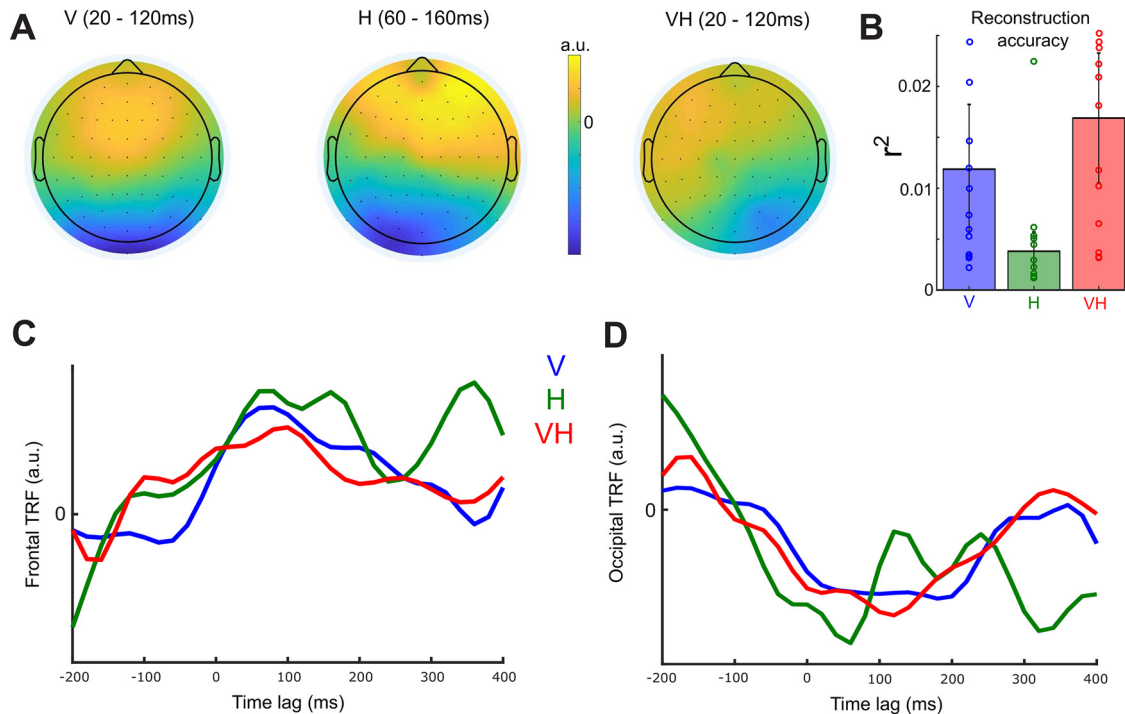 A
V (20 - 120ms)
H (60 - 160ms)
VH (20 - 120ms)
a.u.
0
B
Reconstruction
accuracy
r²
0.02
0.01
0
V
H
VH
C
Frontal TRF (a.u.)
0
-200
-100
0
100
200
300
400
Time lag (ms)
V
H
VH
D
Occipital TRF (a.u.)
0
-200
-100
0
100
200
300
400
Time lag (ms)